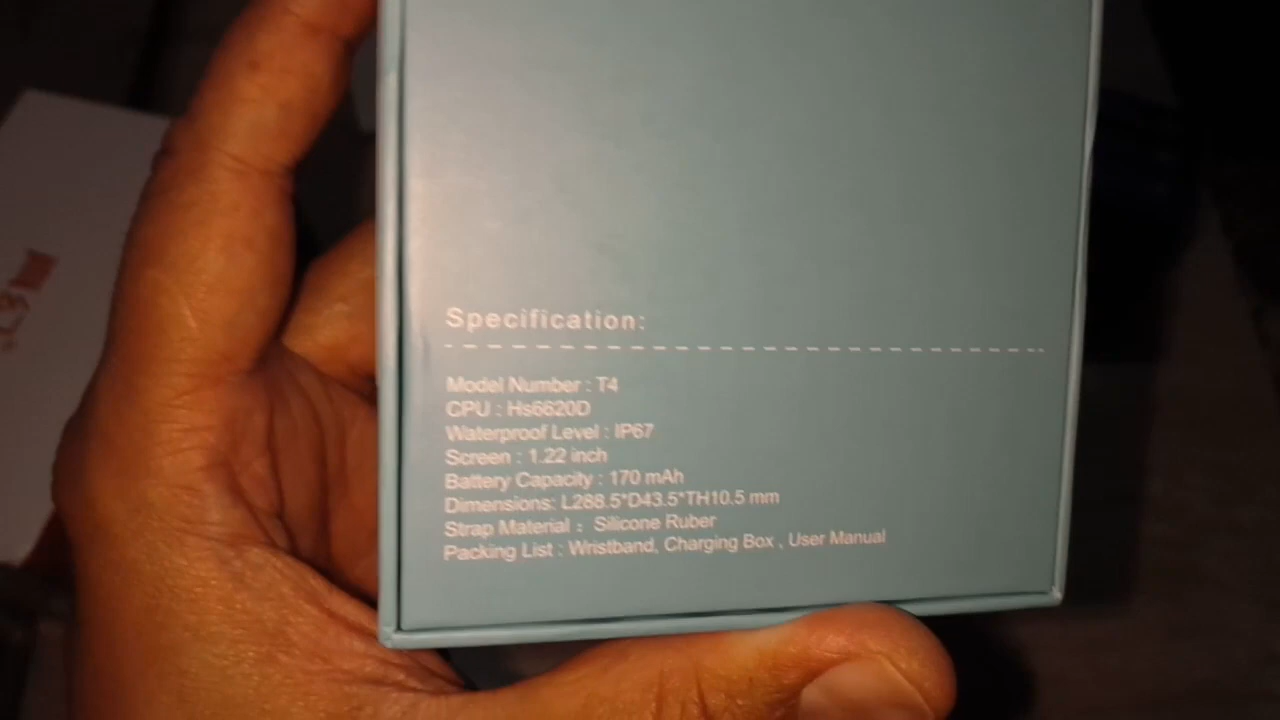 Specification:
Model Number : T4
CPU : Hs6620D
Waterproof Level : IP67
Screen : 1.22 inch
Battery Capacity : 170 mAh
Dimensions: L288.5*D43.5*TH10.5 mm
Strap Material : Silicone Ruber
Packing List : Wristband, Charging Box , User Manual